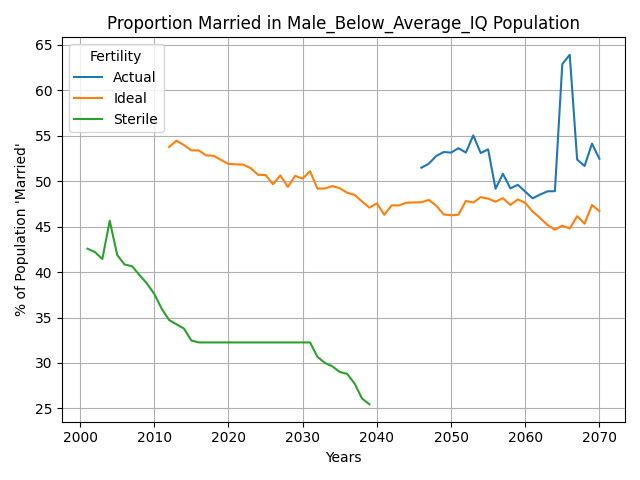 Proportion Married in Male_Below_Average_IQ Population
% of Population 'Married'
65
60
55
50
45
40
35
30
25
Fertility
Actual
Ideal
Sterile
2000 2010 2020 2030 2040 2050 2060 2070
Years